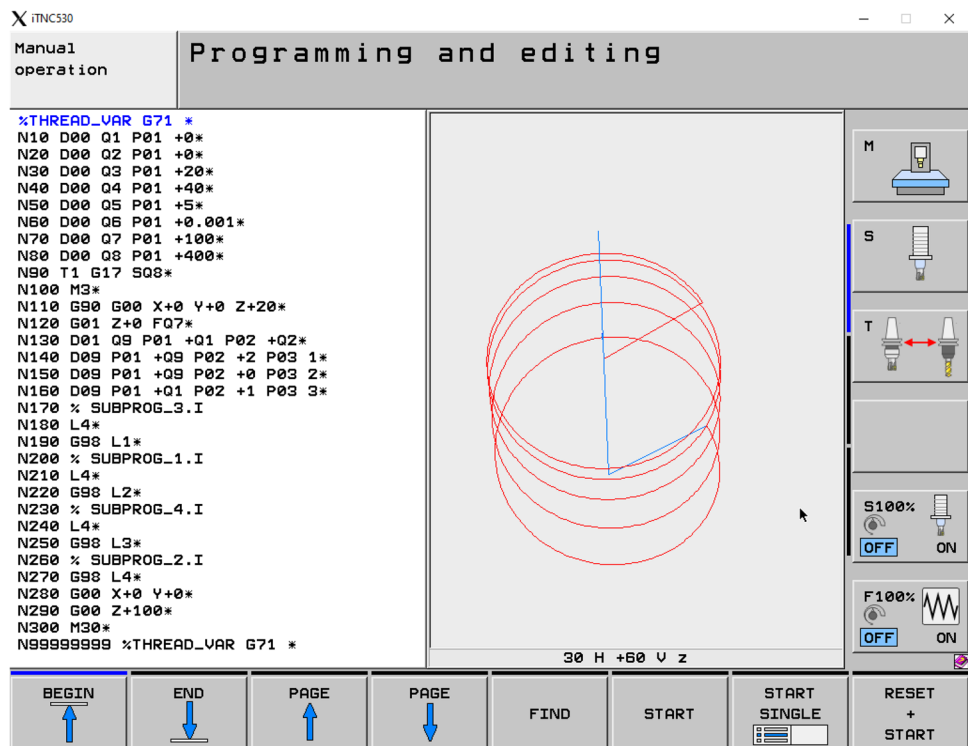 iTNC530
Manual
operation
Programming and editing
%THREAD_VAR G71 *
N10 D00 Q1 P01 +0*
N20 D00 Q2 P01 +0*
N30 D00 Q3 P01 +20*
N40 D00 Q4 P01 +40*
N50 D00 Q5 P01 +5*
N60 D00 Q6 P01 +0.001*
N70 D00 Q7 P01 +100*
N80 D00 Q8 P01 +400*
N90 T1 G17 SQ8*
N100 M3*
N110 G90 G00 X+0 Y+0 Z+20*
N120 G01 Z+0 FQ7*
N130 D01 Q9 P01 +Q1 P02 +Q2*
N140 D09 P01 +Q9 P02 +2 P03 1*
N150 D09 P01 +Q9 P02 +0 P03 2*
N160 D09 P01 +Q1 P02 +1 P03 3*
N170 % SUBPROG_3.I
N180 L4*
N190 G98 L1*
N200 % SUBPROG_1.I
N210 L4*
N220 G98 L2*
N230 % SUBPROG_4.I
N240 L4*
N250 G98 L3*
N260 % SUBPROG_2.I
N270 G98 L4*
N280 G00 X+0 Y+0*
N290 G00 Z+100*
N300 M30*
N99999999 %THREAD_VAR G71 *
30 H +60 V z
M
S
T
S100%
OFF ON
F100%
OFF ON
BEGIN
END
PAGE
PAGE
FIND
START
START
SINGLE
RESET
+
START